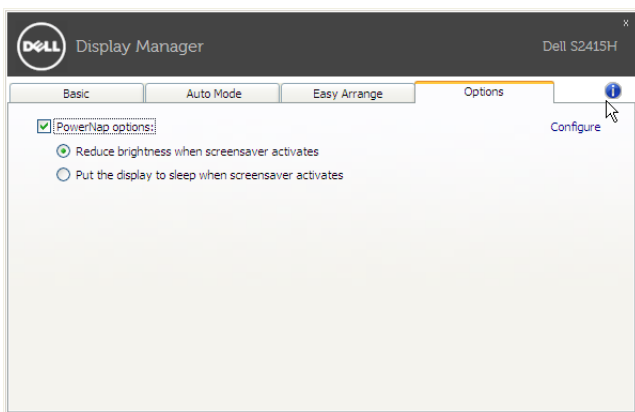 DELL Display Manager Dell S2415H
Basic Auto Mode Easy Arrange Options
PowerNap options: Configure
Reduce brightness when screensaver activates
Put the display to sleep when screensaver activates